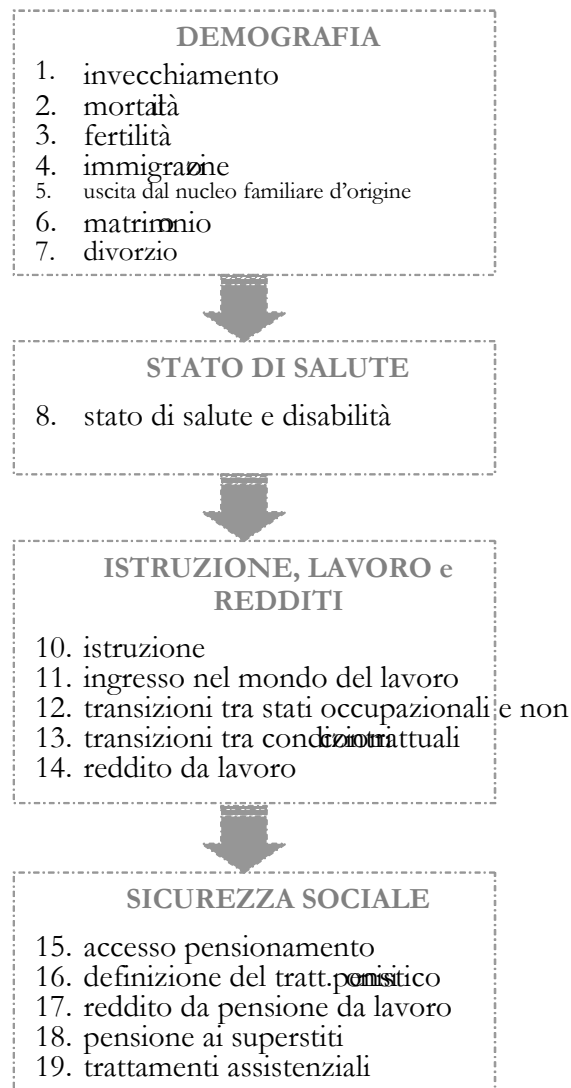 DEMOGRAFIA
1. invecchiamento
2. mortalità
3. fertilità
4. immigrazione
5. uscita dal nucleo familiare d'origine
6. matrimonio
7. divorzio
STATO DI SALUTE
8. stato di salute e disabilità
ISTRUZIONE, LAVORO e
REDDITI
10. istruzione
11. ingresso nel mondo del lavoro
12. transizioni tra stati occupazionali e non
13. transizioni tra condizioni contrattuali
14. reddito da lavoro
SICUREZZA SOCIALE
15. accesso pensionamento
16. definizione del tratt. pensionistico
17. reddito da pensione da lavoro
18. pensione ai superstiti
19. trattamenti assistenziali